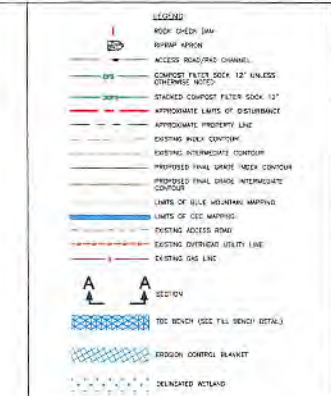 LEGEND
ROCK CHECK DAM
RIPRAP APRON
ACCESS ROAD/PAD CHANNEL
COMPOST FILTER SOCK 12" UNLESS
OTHERWISE NOTED
STACKED COMPOST FILTER SOCK 12"
APPROXIMATE LIMITS OF DISTURBANCE
APPROXIMATE PROPERTY LINE
EXISTING INDEX CONTOUR
EXISTING INTERMEDIATE CONTOUR
PROPOSED FINAL GRADE INDEX CONTOUR
PROPOSED FINAL GRADE INTERMEDIATE
CONTOUR
LIMITS OF BLUE MOUNTAIN MAPPING
LIMITS OF CEC MAPPING
EXISTING ACCESS ROAD
EXISTING OVERHEAD UTILITY LINE
EXISTING GAS LINE
A A
SECTION
TOE BENCH (SEE FILL BENCH DETAIL)
EROSION CONTROL BLANKET
DELINEATED WETLAND